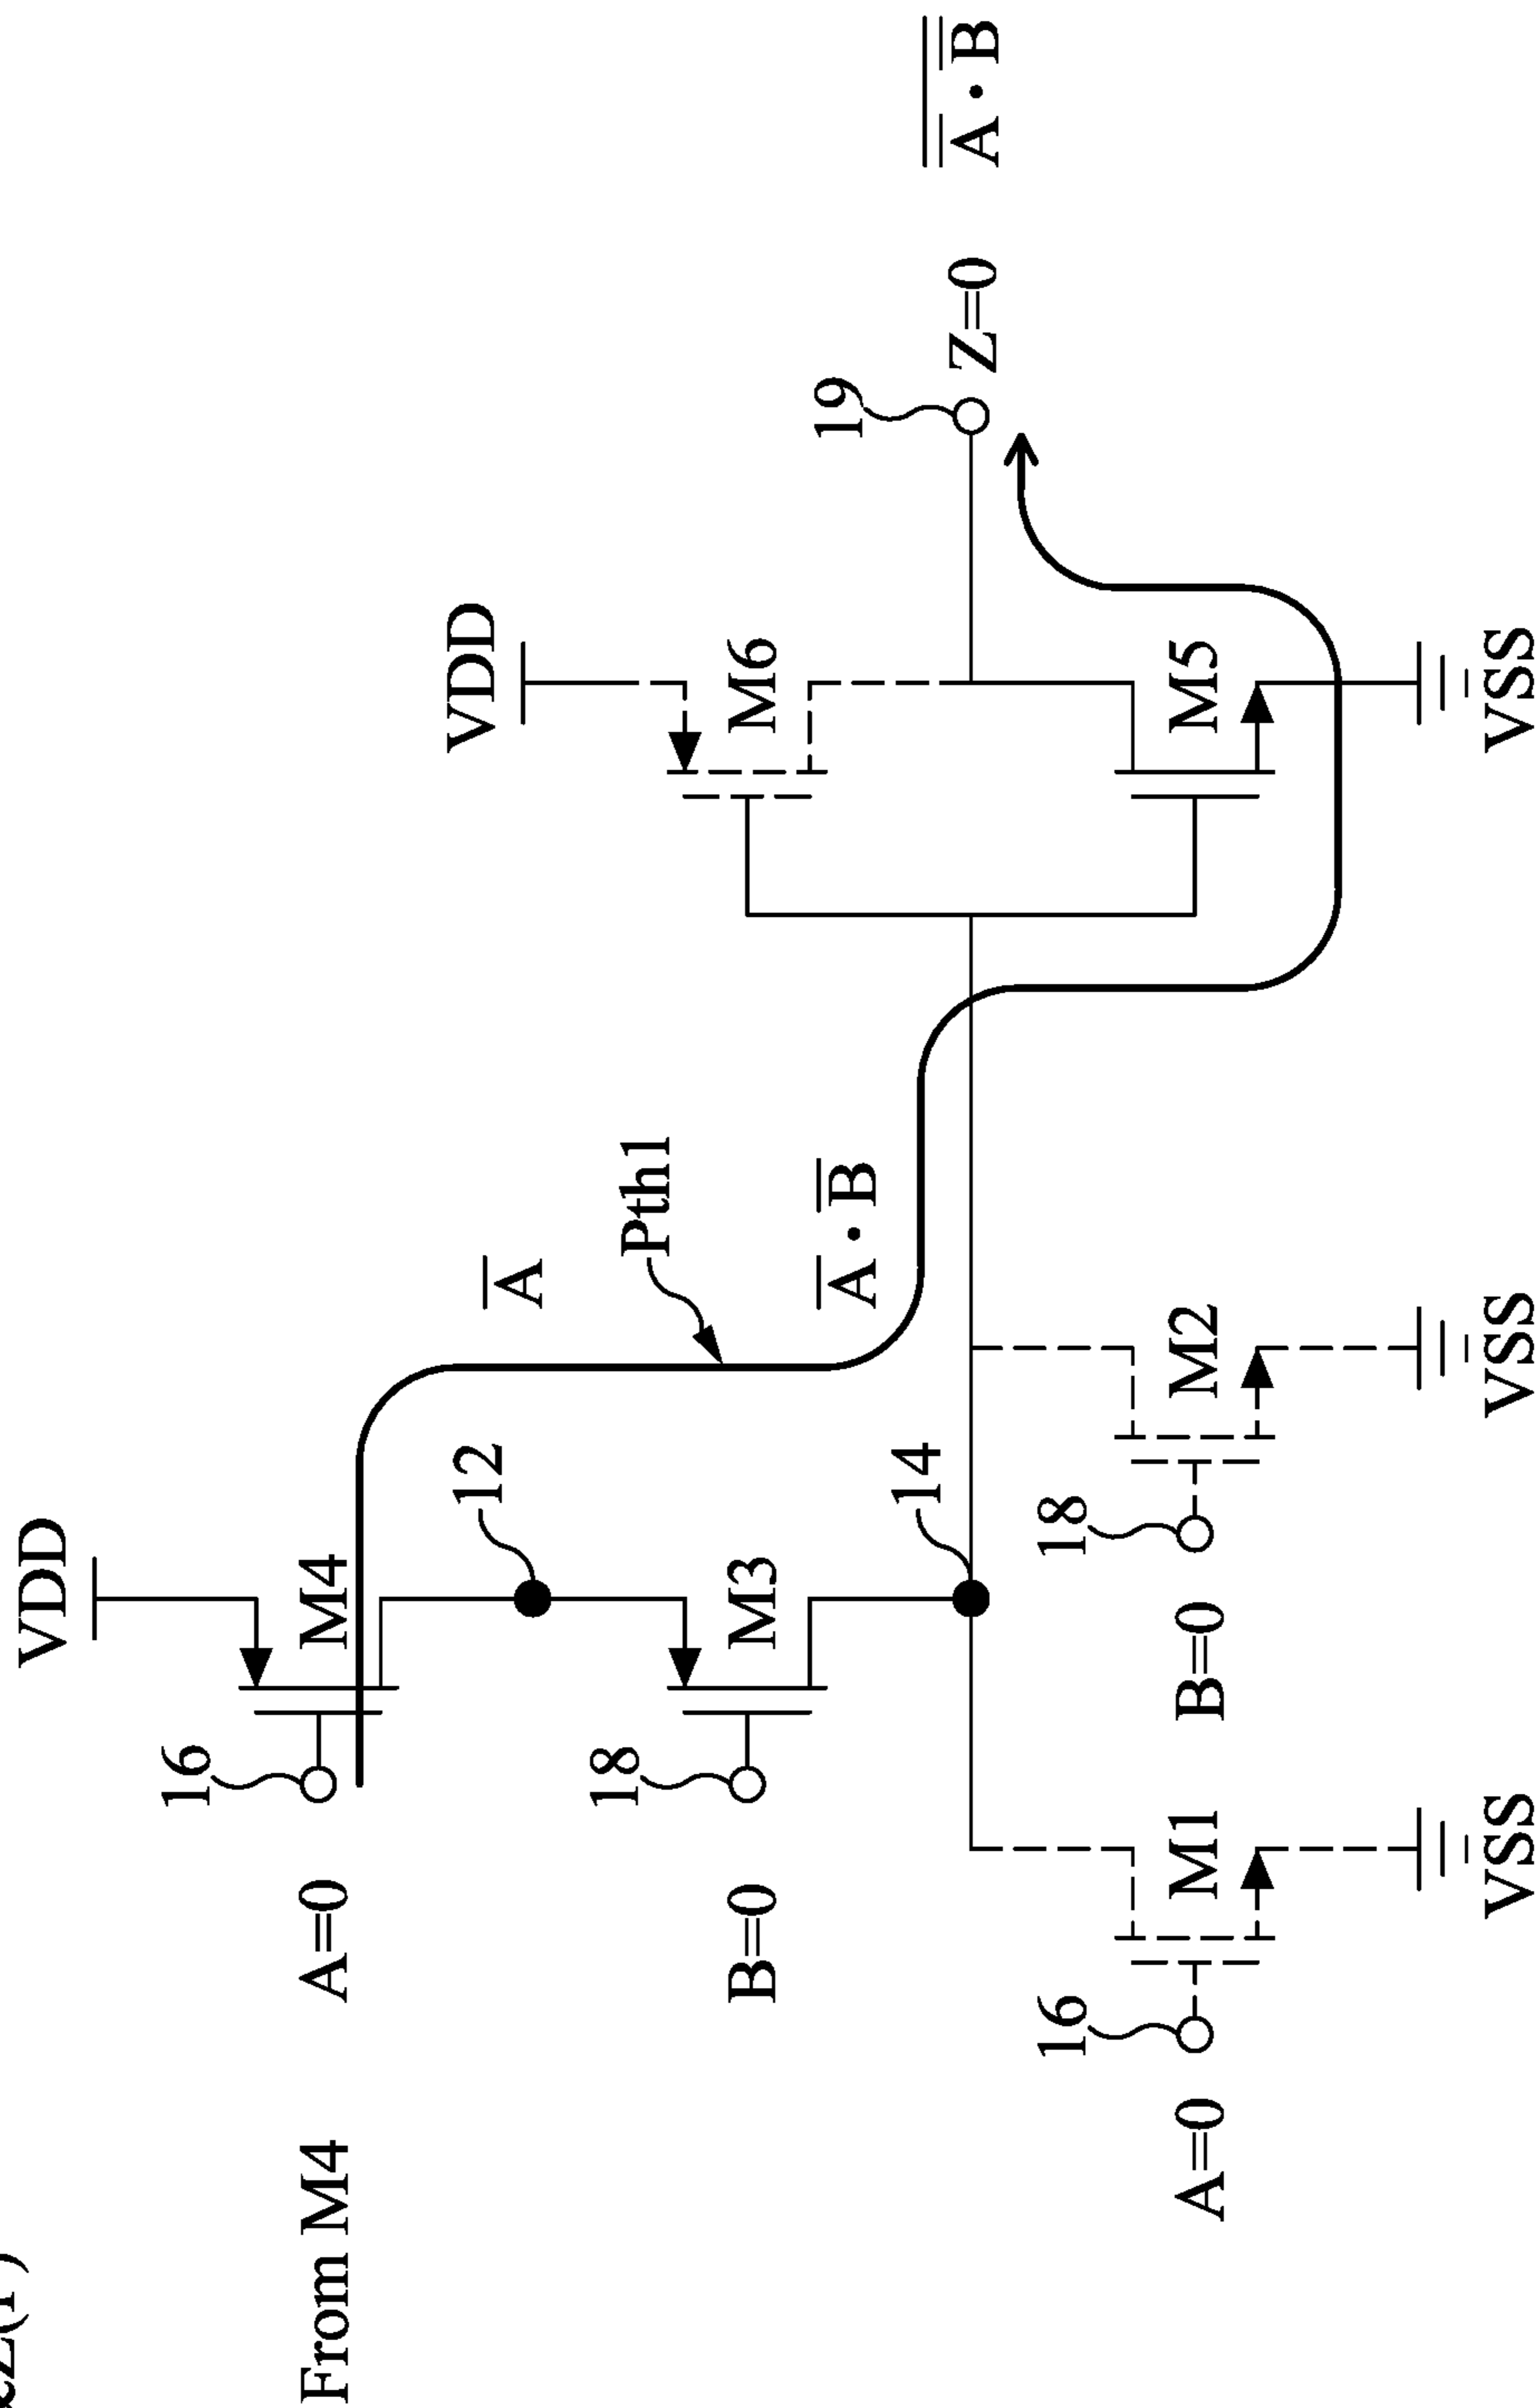 VDD
16
From M4
A=0
M4
12
VDD
A̅
18
Pth1
B=0
M3
M6
A̅ · B̅
19
14
Z=0
A̿ ̅·̅ B̿
16
18
A=0
M1
B=0
M2
M5
VSS
VSS
VSS